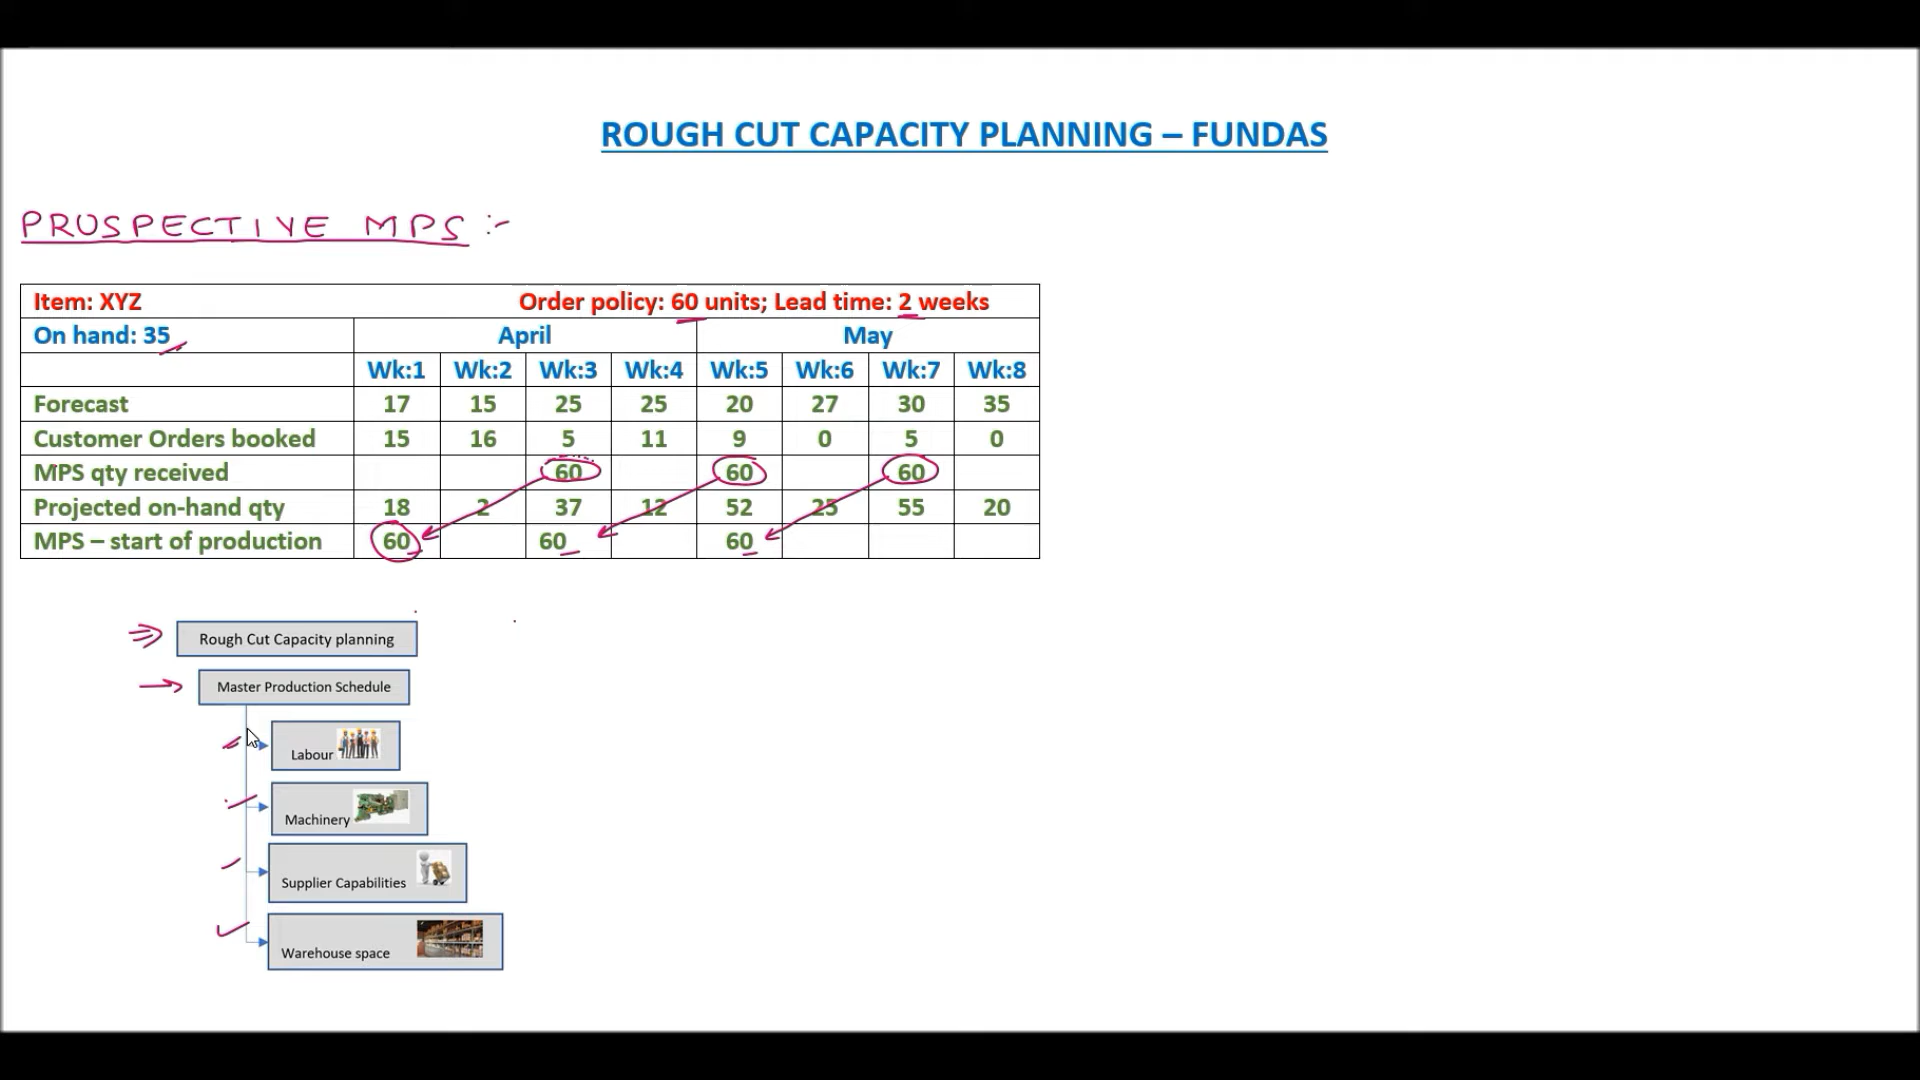 ROUGH CUT CAPACITY PLANNING – FUNDAS
PROSPECTIVE MPS :-
Item: XYZ Order policy: 60 units; Lead time: 2 weeks
On hand: 35 April May
Wk:1 Wk:2 Wk:3 Wk:4 Wk:5 Wk:6 Wk:7 Wk:8
Forecast 17 15 25 25 20 27 30 35
Customer Orders booked 15 16 5 11 9 0 5 0
MPS qty received 60 60 60
Projected on-hand qty 18 2 37 12 52 25 55 20
MPS – start of production 60 60 60
Rough Cut Capacity planning
Master Production Schedule
Labour
Machinery
Supplier Capabilities
Warehouse space